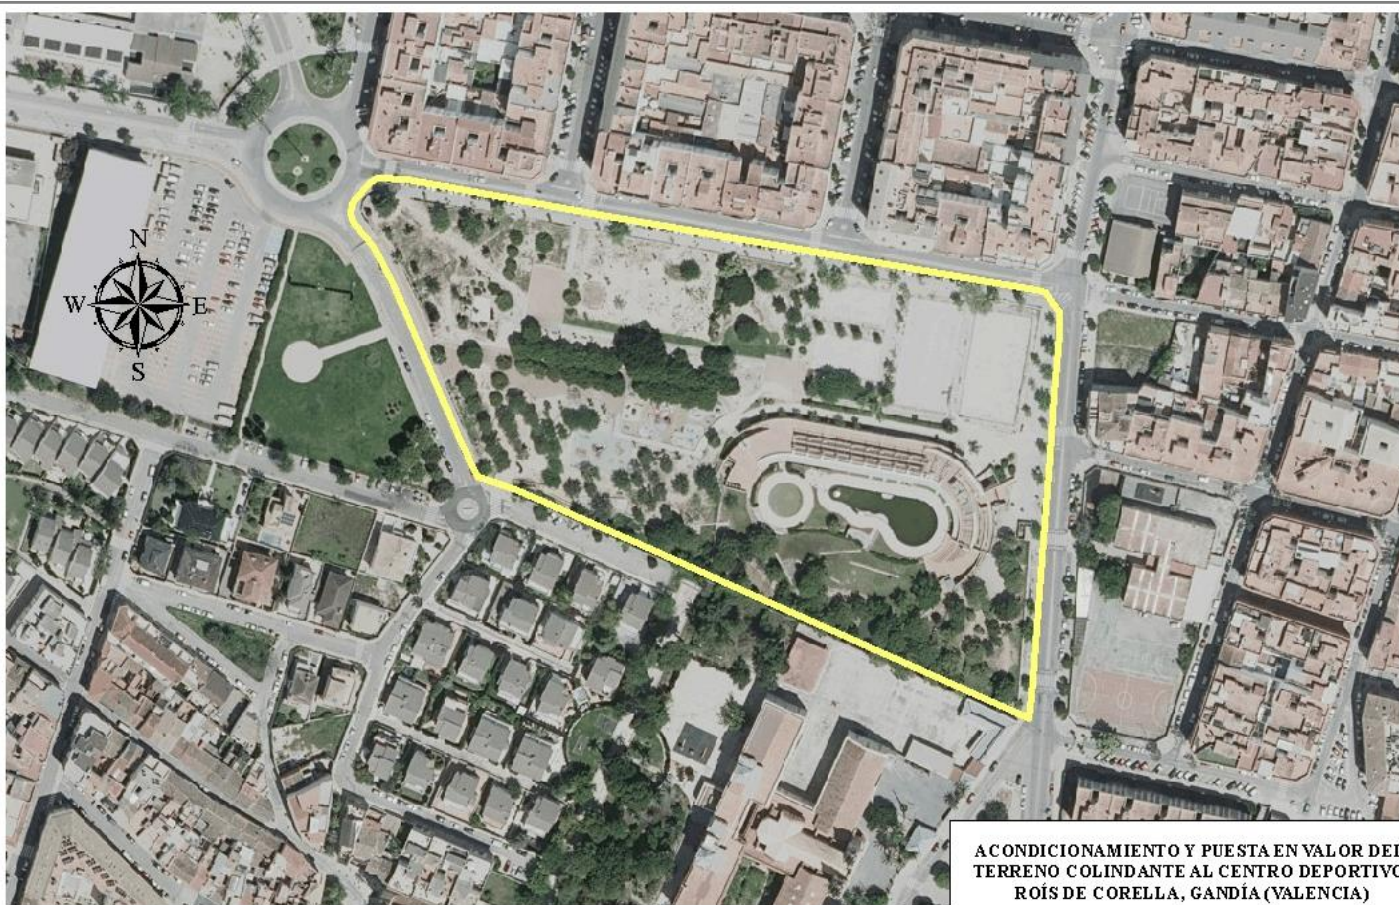 N
W E
S
ACONDICIONAMIENTO Y PUESTA EN VALOR DEL
TERRENO COLINDANTE AL CENTRO DEPORTIVO
ROÍS DE CORELLA, GANDÍA (VALENCIA)